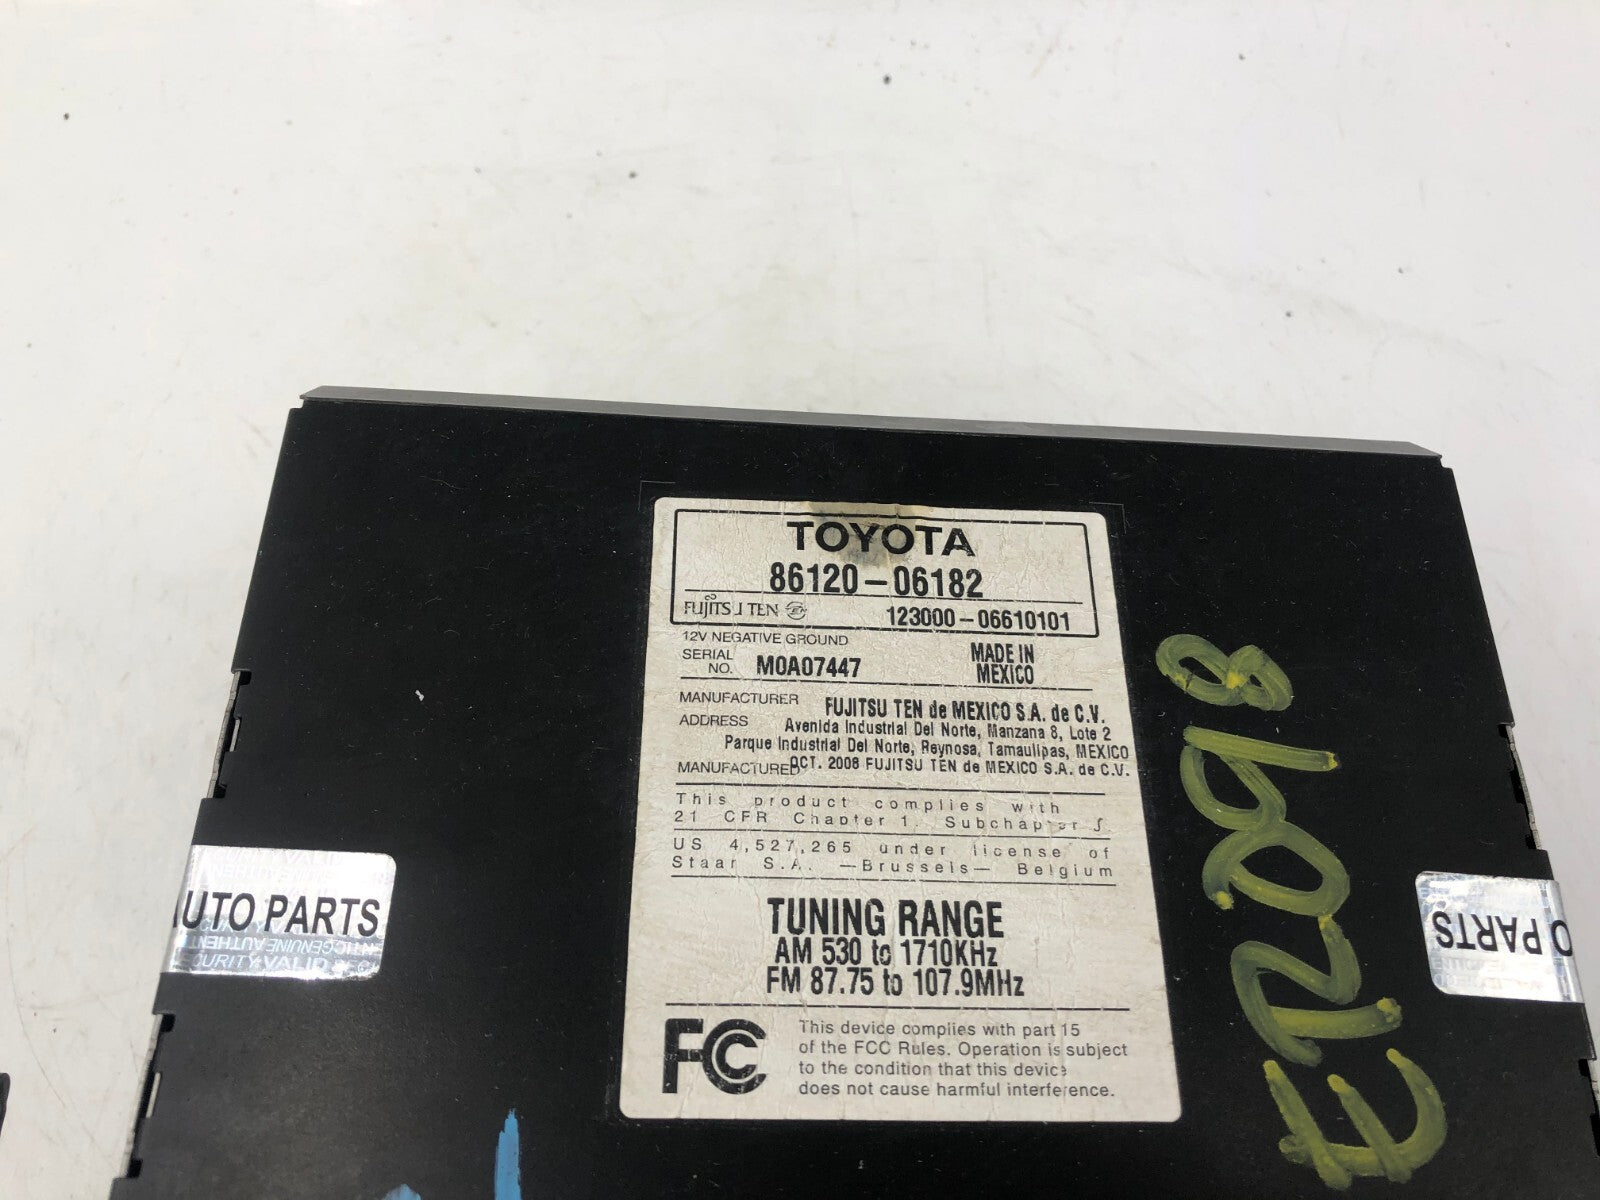 TOYOTA
86120-06182
FUJITSU TEN
123000-06610101
12V NEGATIVE GROUND
SERIAL NO. M0A07447
MADE IN MEXICO
MANUFACTURER FUJITSU TEN de MEXICO S.A. de C.V.
ADDRESS Avenida Industrial Del Norte, Manzana 8, Lote 2
Parque Industrial Del Norte, Reynosa, Tamaulipas, MEXICO
MANUFACTURED OCT. 2008 FUJITSU TEN de MEXICO S.A. de C.V.
This product complies with
21 CFR Chapter 1, Subchapter J.
US 4,527,265 under license of
Staar S.A. —Brussels— Belgium
TUNING RANGE
AM 530 to 1710KHz
FM 87.75 to 107.9MHz
FC
This device complies with part 15
of the FCC Rules. Operation is subject
to the condition that this device
does not cause harmful interference.
AUTO PARTS
GENUINE AUTHENT
SECURITY VALID
O PARTS